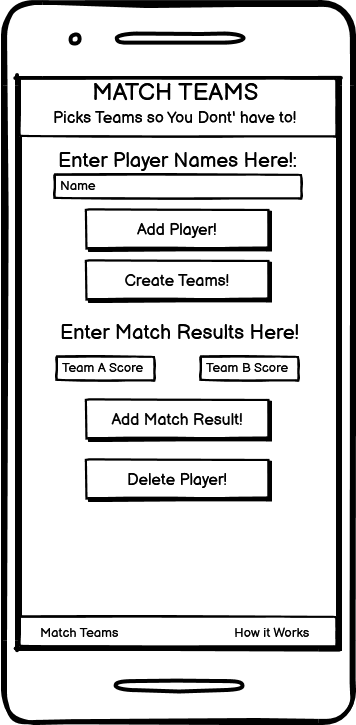 MATCH TEAMS
Picks Teams so You Dont' have to!
Enter Player Names Here!:
Name
Add Player!
Create Teams!
Enter Match Results Here!
Team A Score Team B Score
Add Match Result!
Delete Player!
Match Teams How it Works